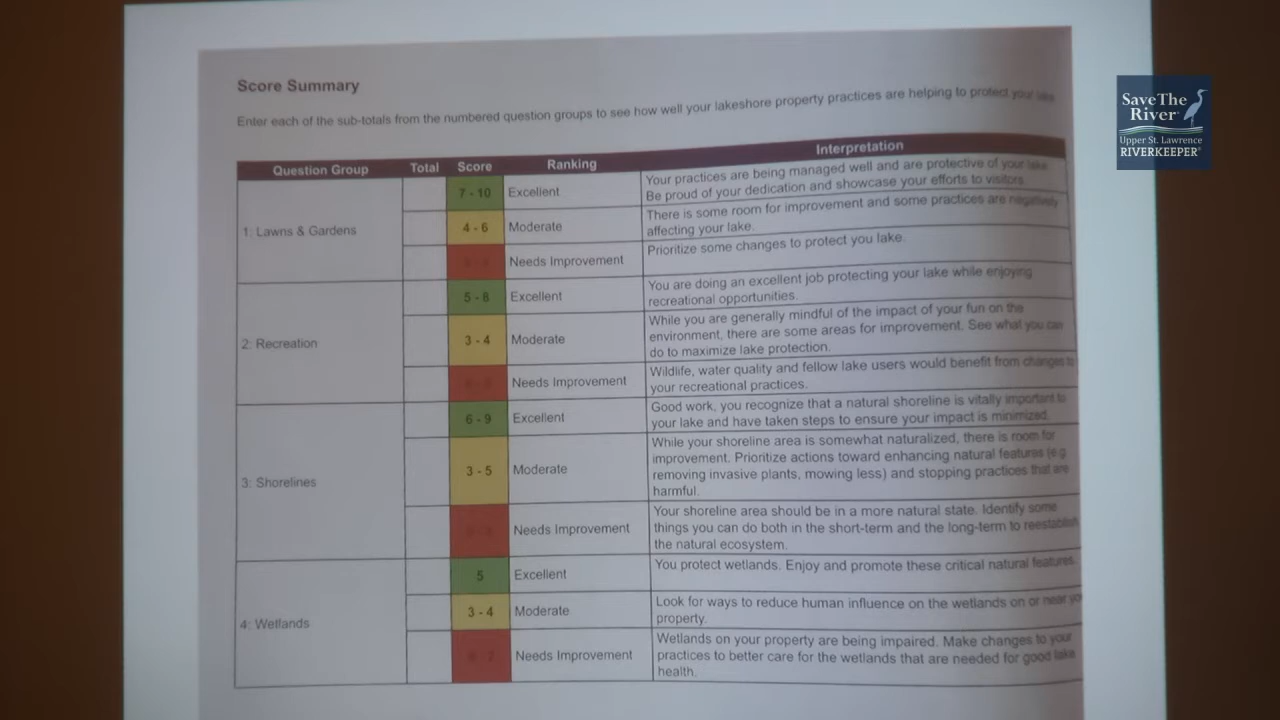 Score Summary
Enter each of the sub-totals from the numbered question groups to see how well your lakeshore property practices are helping to protect your lake
Save The
River
Upper St. Lawrence
RIVERKEEPER®
Question Group Total Score Ranking Interpretation
1: Lawns & Gardens
7 - 10 Excellent
Your practices are being managed well and are protective of your lake.
Be proud of your dedication and showcase your efforts to visitors.
4 - 6 Moderate
There is some room for improvement and some practices are negatively
affecting your lake.
Needs Improvement
Prioritize some changes to protect you lake.
2: Recreation
5 - 8 Excellent
You are doing an excellent job protecting your lake while enjoying
recreational opportunities.
3 - 4 Moderate
While you are generally mindful of the impact of your fun on the
environment, there are some areas for improvement. See what you can
do to maximize lake protection.
Needs Improvement
Wildlife, water quality and fellow lake users would benefit from changes to
your recreational practices.
3: Shorelines
6 - 9 Excellent
Good work, you recognize that a natural shoreline is vitally important to
your lake and have taken steps to ensure your impact is minimized.
3 - 5 Moderate
While your shoreline area is somewhat naturalized, there is room for
improvement. Prioritize actions toward enhancing natural features (e.g.
removing invasive plants, mowing less) and stopping practices that are
harmful.
Needs Improvement
Your shoreline area should be in a more natural state. Identify some
things you can do both in the short-term and the long-term to reestablish
the natural ecosystem.
4: Wetlands
5 Excellent
You protect wetlands. Enjoy and promote these critical natural features.
3 - 4 Moderate
Look for ways to reduce human influence on the wetlands on or near
property.
Needs Improvement
Wetlands on your property are being impaired. Make changes to your
practices to better care for the wetlands that are needed for good lake
health.